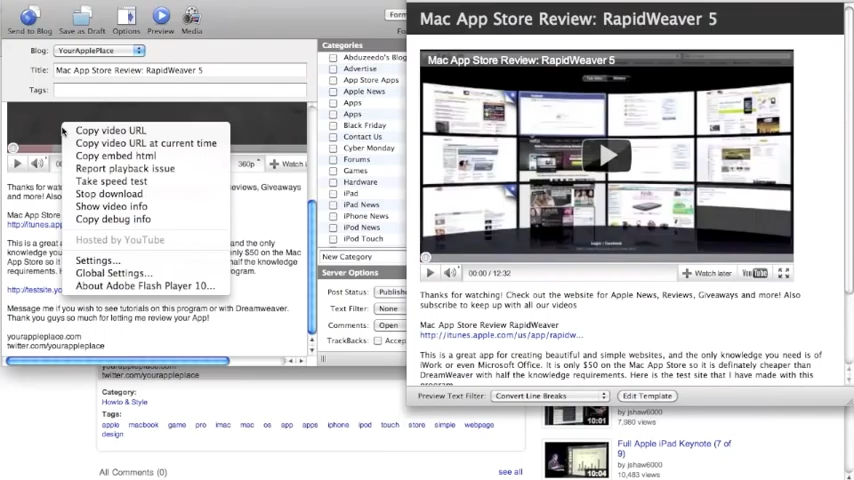 Send to Blog
Save as Draft
Options
Preview
Media
Blog:
YourApplePlace
Title:
Mac App Store Review: RapidWeaver 5
Tags:
Copy video URL
Copy video URL at current time
Copy embed html
Report playback issue
Take speed test
Stop download
Show video info
Copy debug info
Hosted by YouTube
Settings...
Global Settings...
About Adobe Flash Player 10...
360p
Watch l
Thanks for wat
eviews, Giveaways
and more! Also
Mac App Store
http://itunes.ap
This is a great a
and the only
only $50 on the Mac
App Store so it
half the knowledge
requirements.
ogram.
http://testsite.yo
Message me if you wish to see tutorials on this program or with Dreamweaver.
Thank you guys so much for letting me review your App!
yourappleplace.com
twitter.com/yourappleplace
Categories
Abduzeedo's Blog
Advertise
App Store Apps
Apple News
Apps
Apps
Black Friday
Contact Us
Cyber Monday
Forums
Games
Hardware
iPad
iPad News
iPhone News
iPod News
iPod Touch
New Category
Server Options
Post Status:
Publishe
Text Filter:
None
Comments:
Open
TrackBacks:
Accep
Mac App Store Review: RapidWeaver 5
Mac App Store Review: RapidWeaver 5
00:00 / 12:32
Watch later
YouTube
Thanks for watching! Check out the website for Apple News, Reviews, Giveaways and more! Also
subscribe to keep up with all our videos
Mac App Store Review RapidWeaver
http://itunes.apple.com/us/app/rapidw...
This is a great app for creating beautiful and simple websites, and the only knowledge you need is of
iWork or even Microsoft Office. It is only $50 on the Mac App Store so it is definately cheaper than
DreamWeaver with half the knowledge requirements. Here is the test site that I have made with this
program.
Preview Text Filter:
Convert Line Breaks
Edit Template
yourappleplace.com
twitter.com/yourappleplace
Category:
Howto & Style
Tags:
apple macbook game pro imac mac os app apps iphone ipod touch store simple webpage
design
All Comments (0)
see all
10:01
by jshaw6000
7,980 views
10:04
Full Apple iPad Keynote (7 of
9)
by jshaw6000
10,483 views